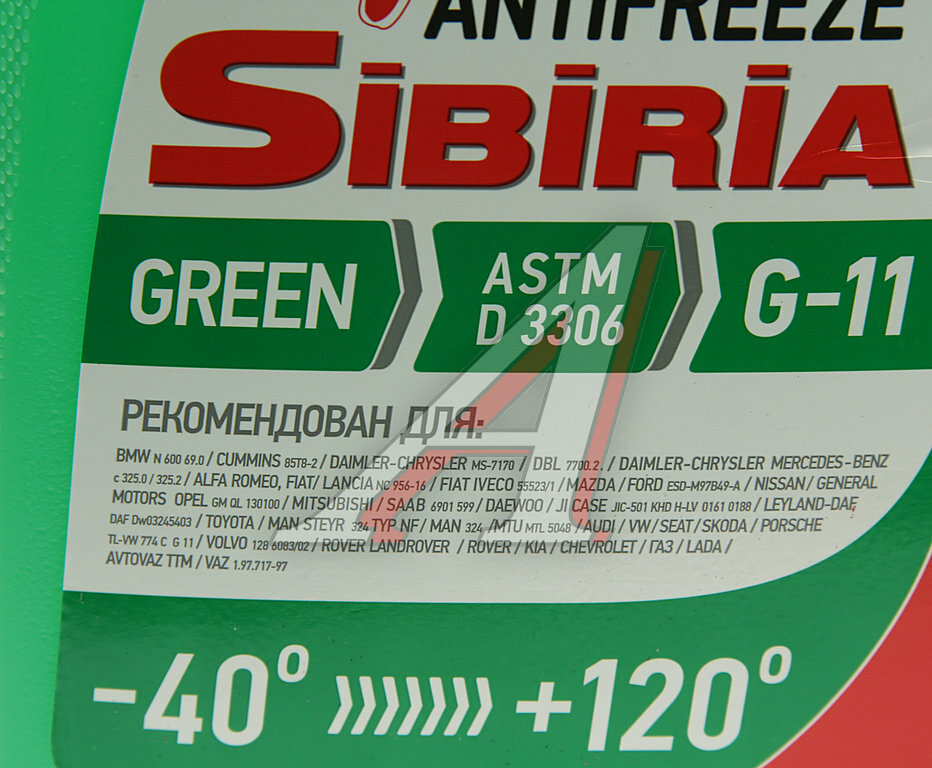 ANTIFREEZE
SIBIRIA
GREEN
ASTM
D 3306
G-11
РЕКОМЕНДОВАН ДЛЯ:
BMW N 600 69.0 / CUMMINS 85T8-2 / DAIMLER-CHRYSLER MS-7170 / DBL 7700.2. / DAIMLER-CHRYSLER MERCEDES-BENZ
с 325.0 / 325.2 / ALFA ROMEO, FIAT/ LANCIA NC 956-16 / FIAT IVECO 55523/1 / MAZDA / FORD ESD-M97B49-A / NISSAN / GENERAL
MOTORS OPEL GM QL 130100 / MITSUBISHI / SAAB 6901 599 / DAEWOO / JI CASE JIC-501 KHD H-LV 0161 0188 / LEYLAND-DAF,
DAF Dw03245403 / TOYOTA / MAN STEYR 324 TYP NF / MAN 324 /MTU MTL 5048 / AUDI / VW / SEAT / SKODA / PORSCHE
TL-VW 774 C G 11 / VOLVO 128 6083/02 / ROVER LANDROVER / ROVER / KIA / CHEVROLET / ГАЗ / LADA /
AVTOVAZ TTM / VAZ 1.97.717-97
-40° +120°